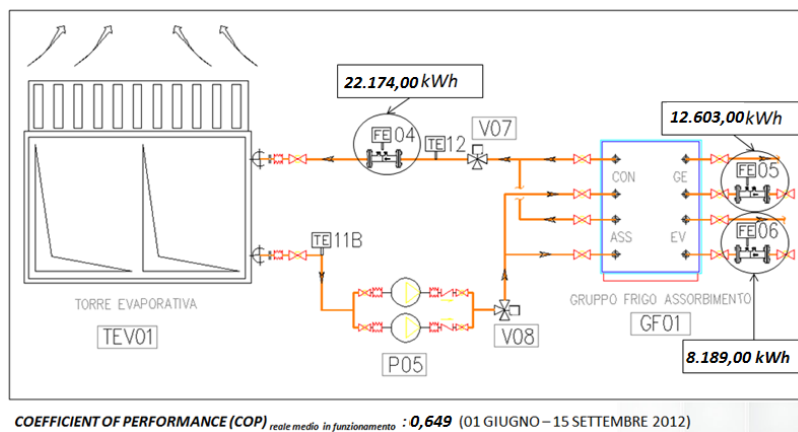 22.174,00 kWh
12.603,00 kWh
FE 04
TE 12
V07
CON
GE
FE 05
FE 06
ASS
EV
TE 11B
TORRE EVAPORATIVA
TEV01
P05
V08
GRUPPO FRIGO ASSORBIMENTO
GF01
8.189,00 kWh
COEFFICIENT OF PERFORMANCE (COP) reale medio in funzionamento : 0,649 (01 GIUGNO – 15 SETTEMBRE 2012)